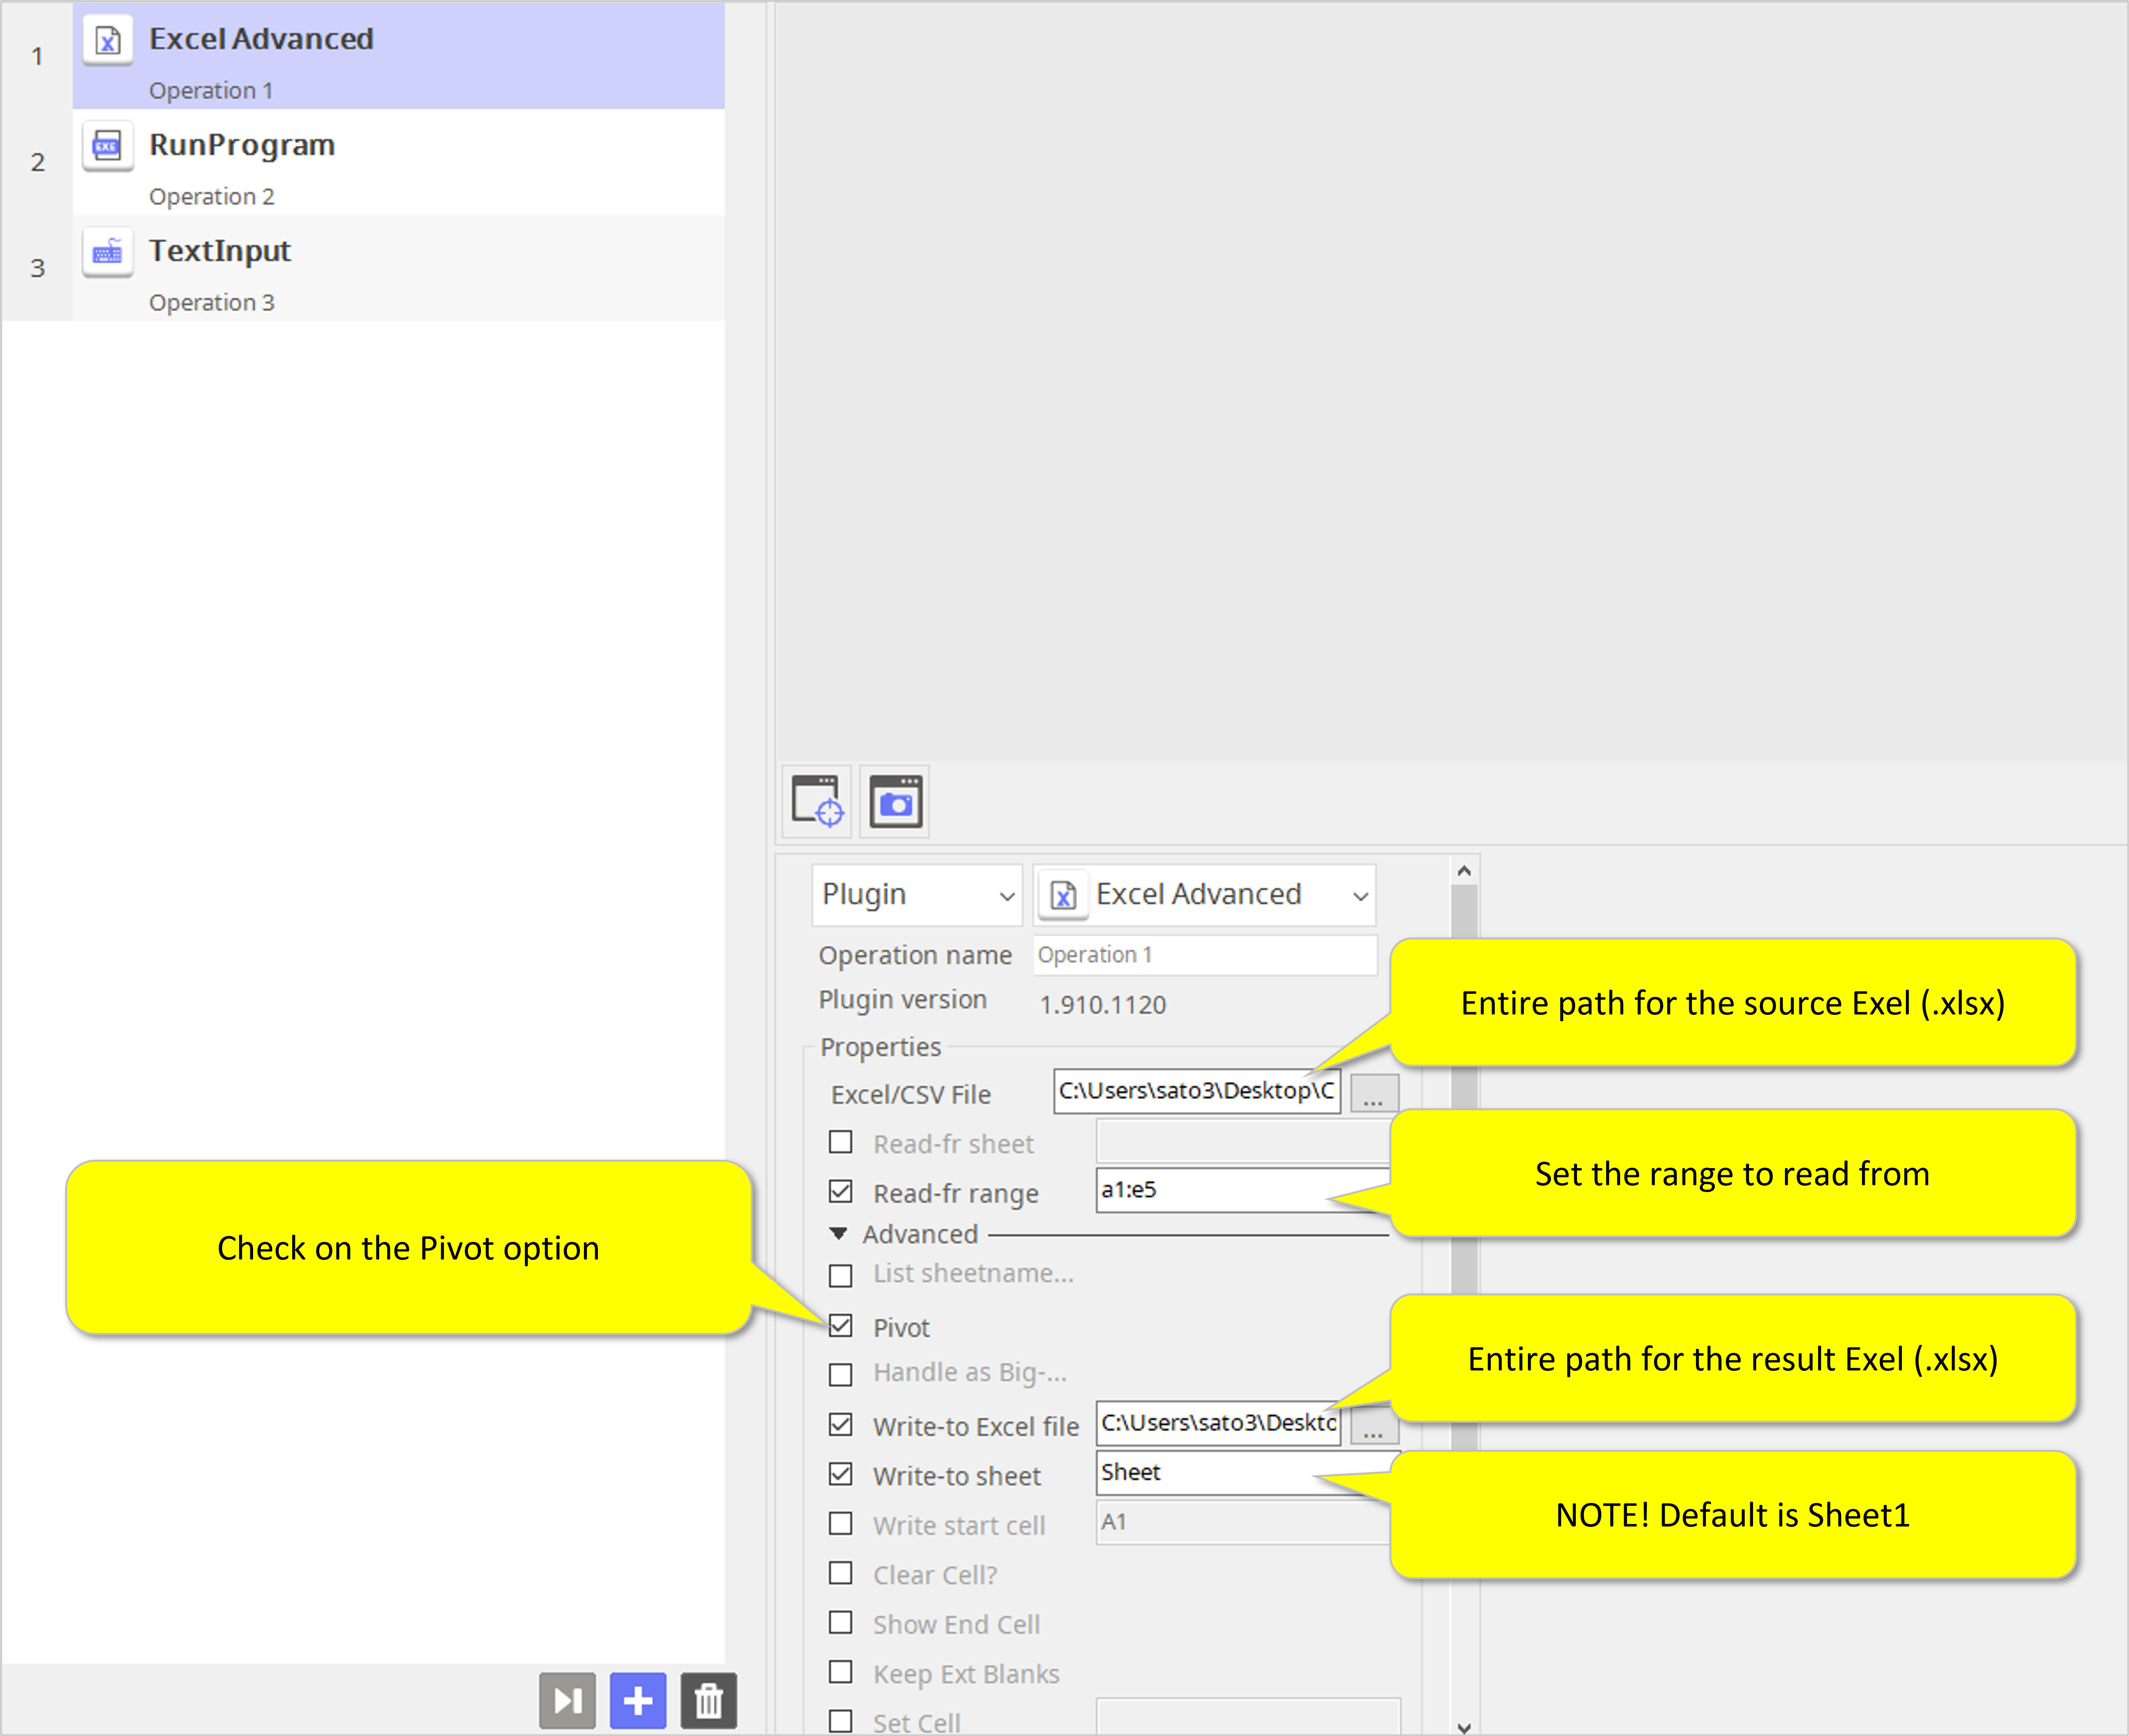 1
Excel Advanced
Operation 1
2
EXE
RunProgram
Operation 2
3
TextInput
Operation 3
Plugin
Excel Advanced
Operation name
Operation 1
Plugin version
1.910.1120
Entire path for the source Exel (.xlsx)
Properties
Excel/CSV File
C:\Users\sato3\Desktop\C
...
Read-fr sheet
Set the range to read from
Read-fr range
a1:e5
Advanced
Check on the Pivot option
List sheetname...
Pivot
Entire path for the result Exel (.xlsx)
Handle as Big-...
Write-to Excel file
C:\Users\sato3\Deskto
...
Write-to sheet
Sheet
NOTE! Default is Sheet1
Write start cell
A1
Clear Cell?
Show End Cell
Keep Ext Blanks
Set Cell